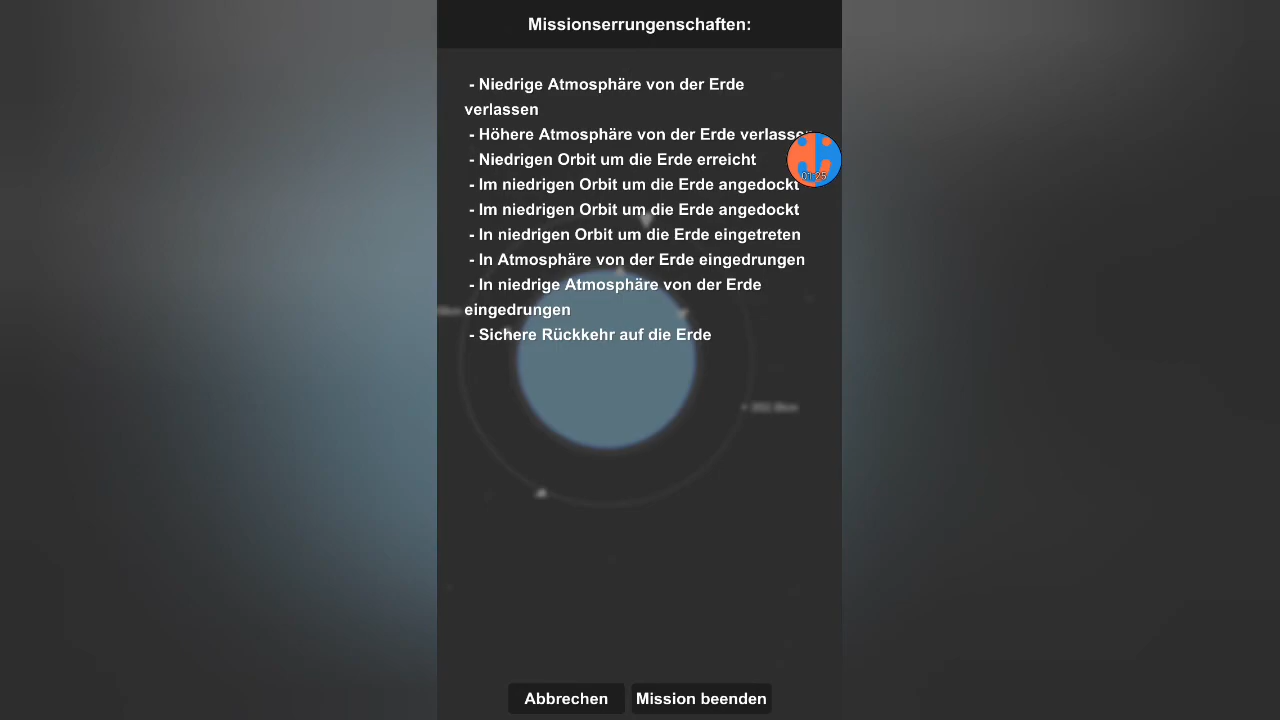 Missionserrungenschaften:
- Niedrige Atmosphäre von der Erde
verlassen
- Höhere Atmosphäre von der Erde verlassen
- Niedrigen Orbit um die Erde erreicht
- Im niedrigen Orbit um die Erde angedockt
01:25
- Im niedrigen Orbit um die Erde angedockt
- In niedrigen Orbit um die Erde eingetreten
- In Atmosphäre von der Erde eingedrungen
- In niedrige Atmosphäre von der Erde
eingedrungen
- Sichere Rückkehr auf die Erde
Abbrechen
Mission beenden